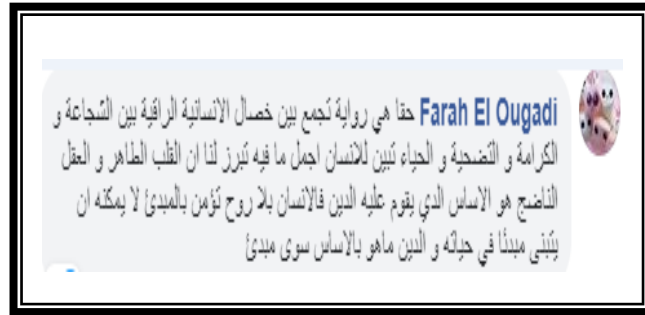 Farah El Ougadi حقا هي رواية تجمع بين خصال الانسانية الراقية بين الشجاعة و
الكرامة و التضحية و الحياء تبين للانسان اجمل ما فيه تبرز لنا ان القلب الطاهر و العقل
الناضج هو الاساس الدي يقوم عليه الدين فالانسان بلا روح تؤمن بالمبدئ لا يمكنه ان
يتبنى مبدئا في حياته و الدين ماهو بالاساس سوى مبدئ